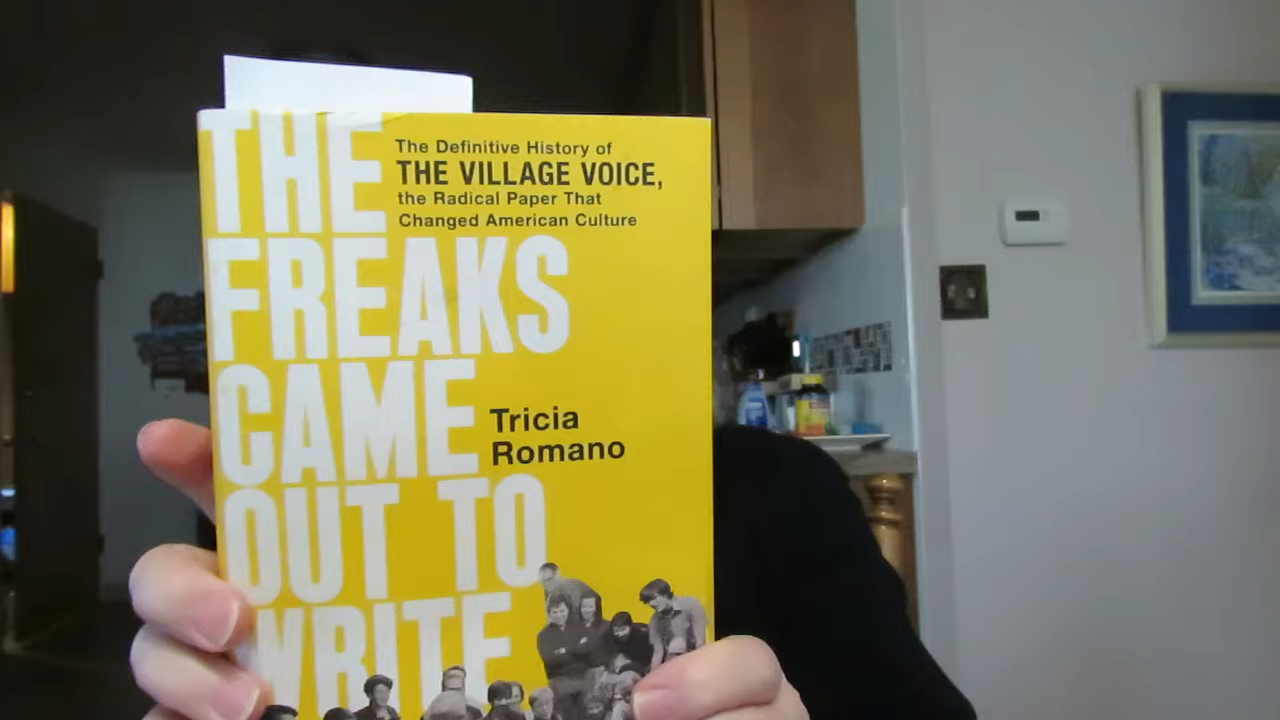 THE
The Definitive History of
THE VILLAGE VOICE,
the Radical Paper That
Changed American Culture
FREAKS
CAME
Tricia
Romano
OUT TO
WRITE